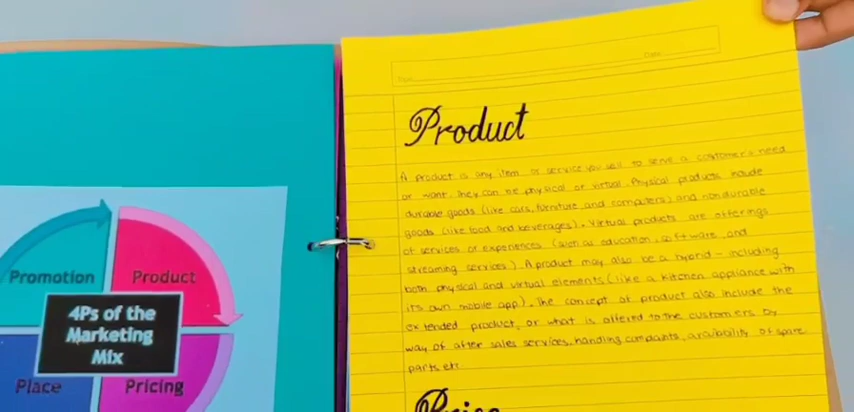 Promotion
Product
4Ps of the
Marketing
Mix
Place
Pricing
Date
Product
A product is any item or service you sell to serve a customer's need
or want. They can be physical or virtual. Physical products include
durable goods (like cars, furniture and computers) and nondurable
goods (like food and beverages). Virtual products are offerings
of services or experiences (such as education, software, and
streaming services). A product may also be a hybrid - including
both physical and virtual elements (like a kitchen appliance with
its own mobile app). The concept of product also include the
extended product, or what is offered to the customers by
way of after sales services, handling complaints, availability of spare
parts etc.
Price